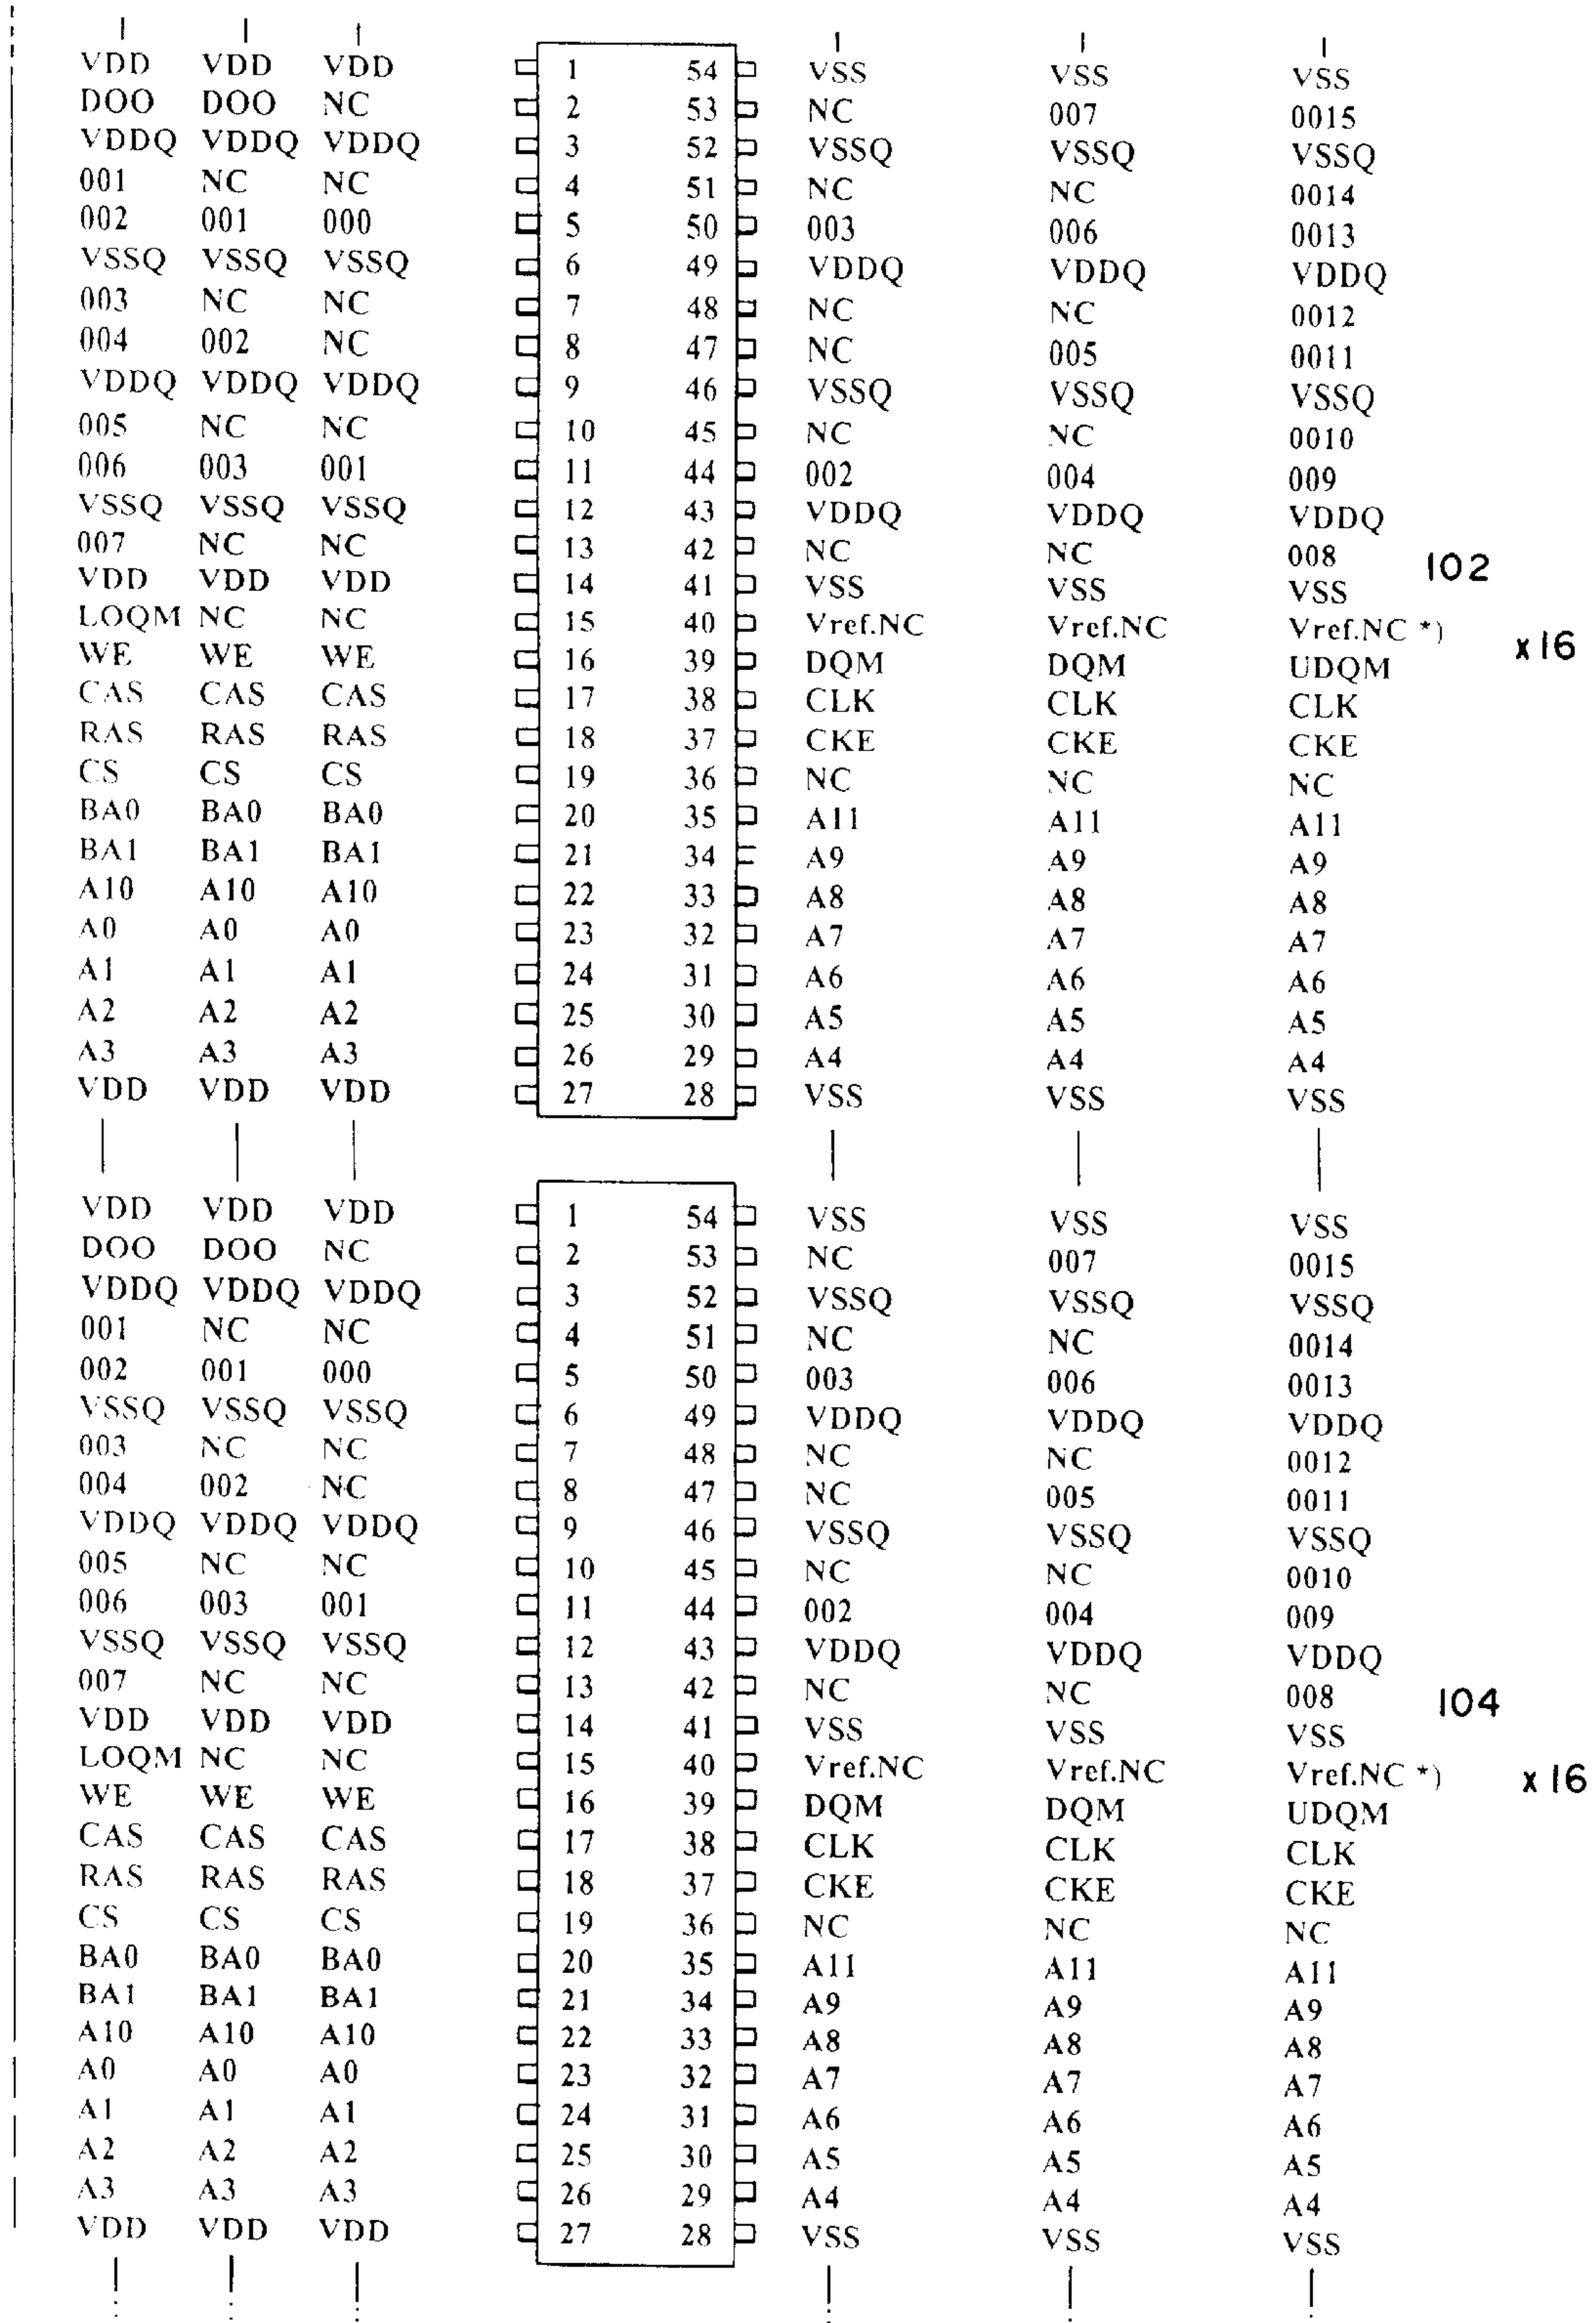 VDD VDD VDD 1 54 VSS VSS VSS
DOO DOO NC 2 53 NC 007 0015
VDDQ VDDQ VDDQ 3 52 VSSQ VSSQ VSSQ
001 NC NC 4 51 NC NC 0014
002 001 000 5 50 003 006 0013
VSSQ VSSQ VSSQ 6 49 VDDQ VDDQ VDDQ
003 NC NC 7 48 NC NC 0012
004 002 NC 8 47 NC 005 0011
VDDQ VDDQ VDDQ 9 46 VSSQ VSSQ VSSQ
005 NC NC 10 45 NC NC 0010
006 003 001 11 44 002 004 009
VSSQ VSSQ VSSQ 12 43 VDDQ VDDQ VDDQ
007 NC NC 13 42 NC NC 008 102
VDD VDD VDD 14 41 VSS VSS VSS
LOQM NC NC 15 40 Vref.NC Vref.NC Vref.NC *) x16
WE WE WE 16 39 DQM DQM UDQM
CAS CAS CAS 17 38 CLK CLK CLK
RAS RAS RAS 18 37 CKE CKE CKE
CS CS CS 19 36 NC NC NC
BA0 BA0 BA0 20 35 A11 A11 A11
BA1 BA1 BA1 21 34 A9 A9 A9
A10 A10 A10 22 33 A8 A8 A8
A0 A0 A0 23 32 A7 A7 A7
A1 A1 A1 24 31 A6 A6 A6
A2 A2 A2 25 30 A5 A5 A5
A3 A3 A3 26 29 A4 A4 A4
VDD VDD VDD 27 28 VSS VSS VSS
VDD VDD VDD 1 54 VSS VSS VSS
DOO DOO NC 2 53 NC 007 0015
VDDQ VDDQ VDDQ 3 52 VSSQ VSSQ VSSQ
001 NC NC 4 51 NC NC 0014
002 001 000 5 50 003 006 0013
VSSQ VSSQ VSSQ 6 49 VDDQ VDDQ VDDQ
003 NC NC 7 48 NC NC 0012
004 002 NC 8 47 NC 005 0011
VDDQ VDDQ VDDQ 9 46 VSSQ VSSQ VSSQ
005 NC NC 10 45 NC NC 0010
006 003 001 11 44 002 004 009
VSSQ VSSQ VSSQ 12 43 VDDQ VDDQ VDDQ
007 NC NC 13 42 NC NC 008 104
VDD VDD VDD 14 41 VSS VSS VSS
LOQM NC NC 15 40 Vref.NC Vref.NC Vref.NC *) x16
WE WE WE 16 39 DQM DQM UDQM
CAS CAS CAS 17 38 CLK CLK CLK
RAS RAS RAS 18 37 CKE CKE CKE
CS CS CS 19 36 NC NC NC
BA0 BA0 BA0 20 35 A11 A11 A11
BA1 BA1 BA1 21 34 A9 A9 A9
A10 A10 A10 22 33 A8 A8 A8
A0 A0 A0 23 32 A7 A7 A7
A1 A1 A1 24 31 A6 A6 A6
A2 A2 A2 25 30 A5 A5 A5
A3 A3 A3 26 29 A4 A4 A4
VDD VDD VDD 27 28 VSS VSS VSS